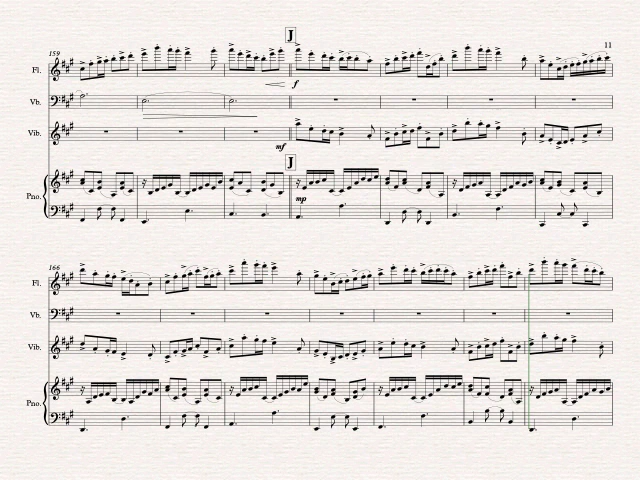 J
11
159
Fl.
f
Vb.
Vib.
mf
J
Pno.
mp
166
Fl.
Vb.
Vib.
Pno.